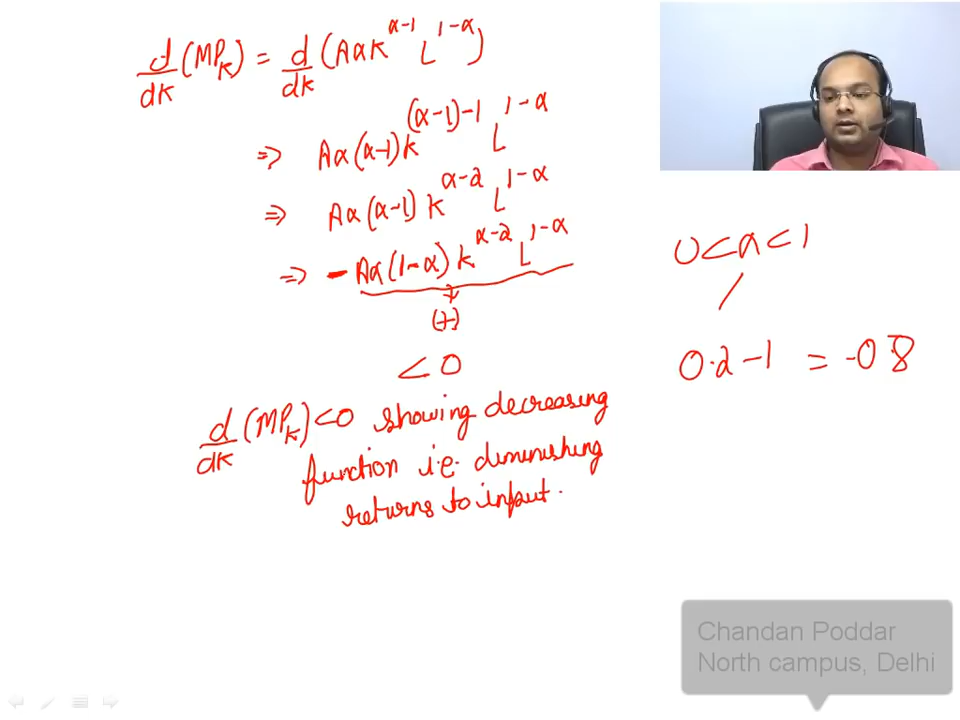 d/dK (MP_K) = d/dK (AαK^(α-1) L^(1-α))
⇒ Aα(α-1)K^((α-1)-1) L^(1-α)
⇒ Aα(α-1)K^(α-2) L^(1-α)
⇒ -Aα(1-α)K^(α-2) L^(1-α)
(+)
< 0
d/dK (MP_K) <0 showing decreasing
function i.e. diminishing
returns to input.
0<α<1
0.2-1 = -0.8
Chandan Poddar
North campus, Delhi